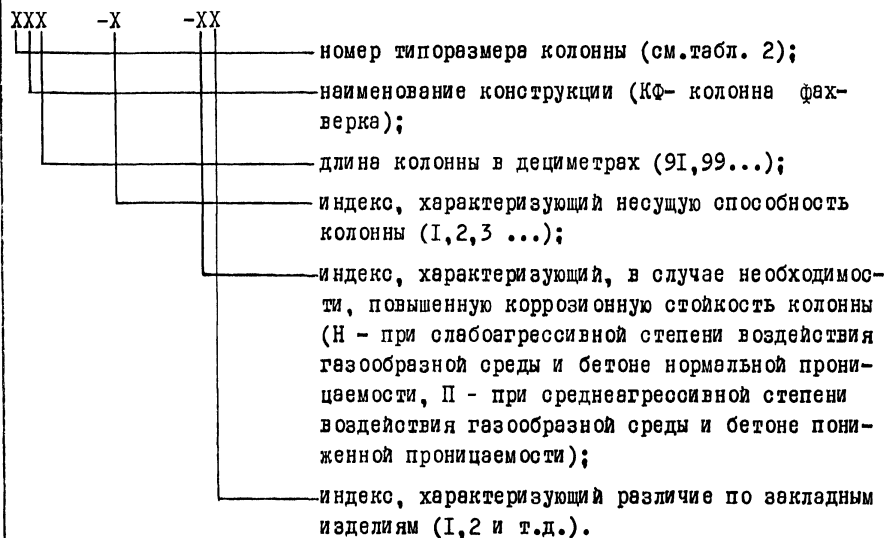 XXX -X -XX
номер типоразмера колонны (см.табл. 2);
наименование конструкции (КФ- колонна фах-
верка);
длина колонны в дециметрах (9I,99...);
индекс, характеризующий несущую способность
колонны (I,2,3 ...);
индекс, характеризующий, в случае необходимос-
ти, повышенную коррозионную стойкость колонны
(Н - при слабоагрессивной степени воздействия
газообразной среды и бетоне нормальной прони-
цаемости, П - при среднеагрессивной степени
воздействия газообразной среды и бетоне пони-
женной проницаемости);
индекс, характеризующий различие по закладным
изделиям (I,2 и т.д.).